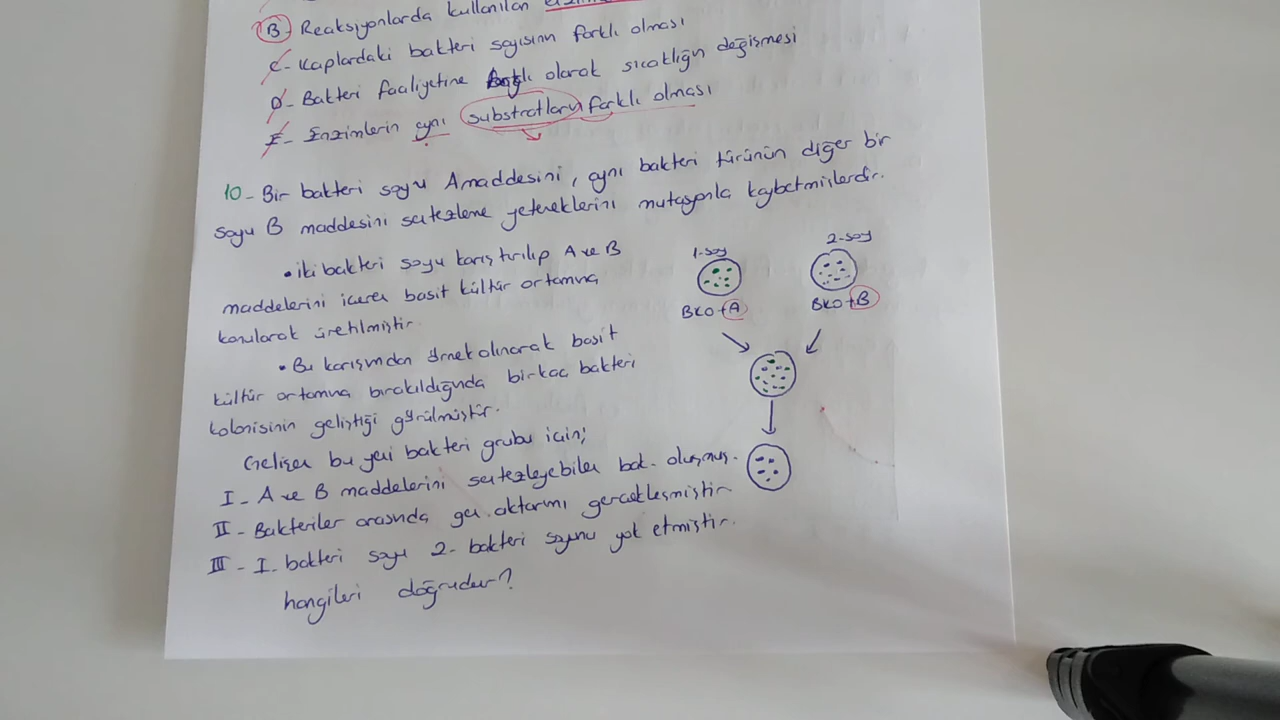 B- Reaksiyonlarda kullanılan
C- Kaplardaki bakteri sayısının farklı olması
D- Bakteri faaliyetine bağlı olarak sıcaklığın değişmesi
E- Enzimlerin aynı substratların farklı olması
10- Bir bakteri soyu A maddesini, aynı bakteri türünün diğer bir
soyu B maddesini sentezleme yeteneklerini mutasyonla kaybetmişlerdir.
• İki bakteri soyu karıştırılıp A ve B
maddelerini içeren basit kültür ortamına
konularak üretilmiştir.
• Bu karışımdan örnek alınarak basit
kültür ortamına bırakıldığında birkaç bakteri
kolonisinin geliştiği görülmüştür.
Gelişen bu yeni bakteri grubu için;
I- A ve B maddelerini sentezleyebilen bak. oluşmuş.
II- Bakteriler arasında gen aktarımı gerçekleşmiştir.
III- I. bakteri soyu 2. bakteri soyunu yok etmiştir.
hangileri doğrudur?
1-soy
2-soy
BKO+A
BKO+B